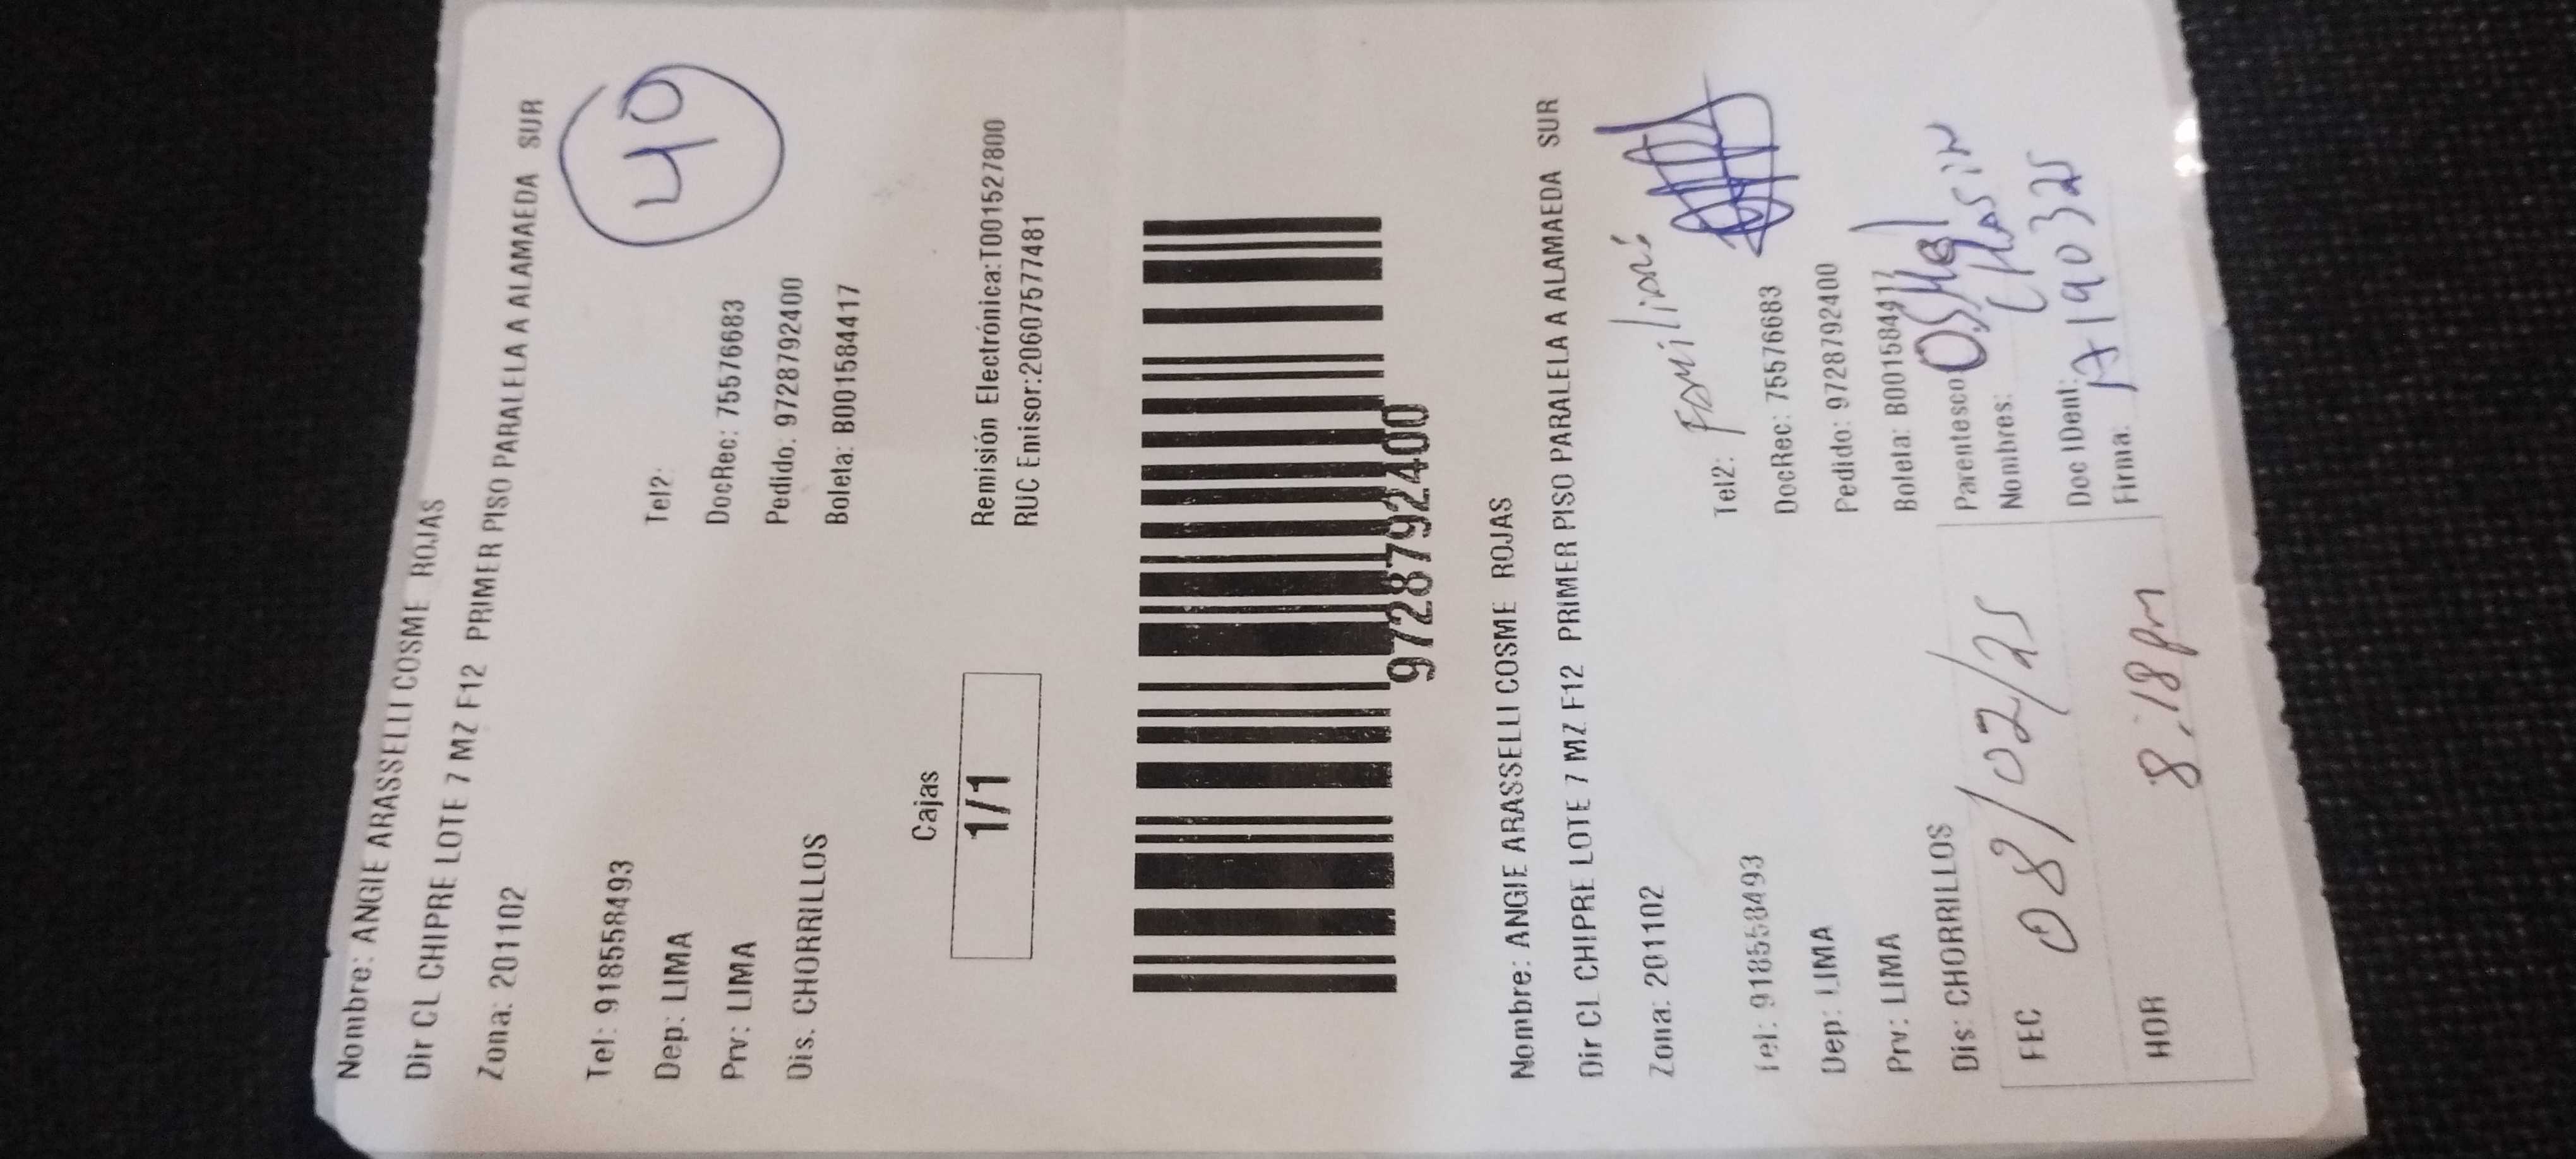 Nombre: ANGIE ARASSELLI COSME ROJAS
Dir CL CHIPRE LOTE 7 MZ F12 PRIMER PISO PARALELA A ALAMAEDA SUR
Zona: 201102
40
Tel: 918558493 Tel2:
Dep: LIMA DocRec: 75576683
Prv: LIMA Pedido: 97287924​00
Dis. CHORRILLOS Boleta: B001584417
Cajas
1/1
Remisión Electrónica:T001527800
RUC Emisor:20607577481
9728792400
Nombre: ANGIE ARASSELLI COSME ROJAS
Dir CL CHIPRE LOTE 7 MZ F12 PRIMER PISO PARALELA A ALAMAEDA SUR
Zona: 201102
Tel: 918558493 Tel2:
Dep: LIMA DocRec: 75576683
Prv: LIMA Pedido: 9728792400
Dis: CHORRILLOS Boleta: B001584417
Parentesco
FEC 08/02/25 Nombres:
Doc IDent: A190325
HOR 8:18pm Firma: